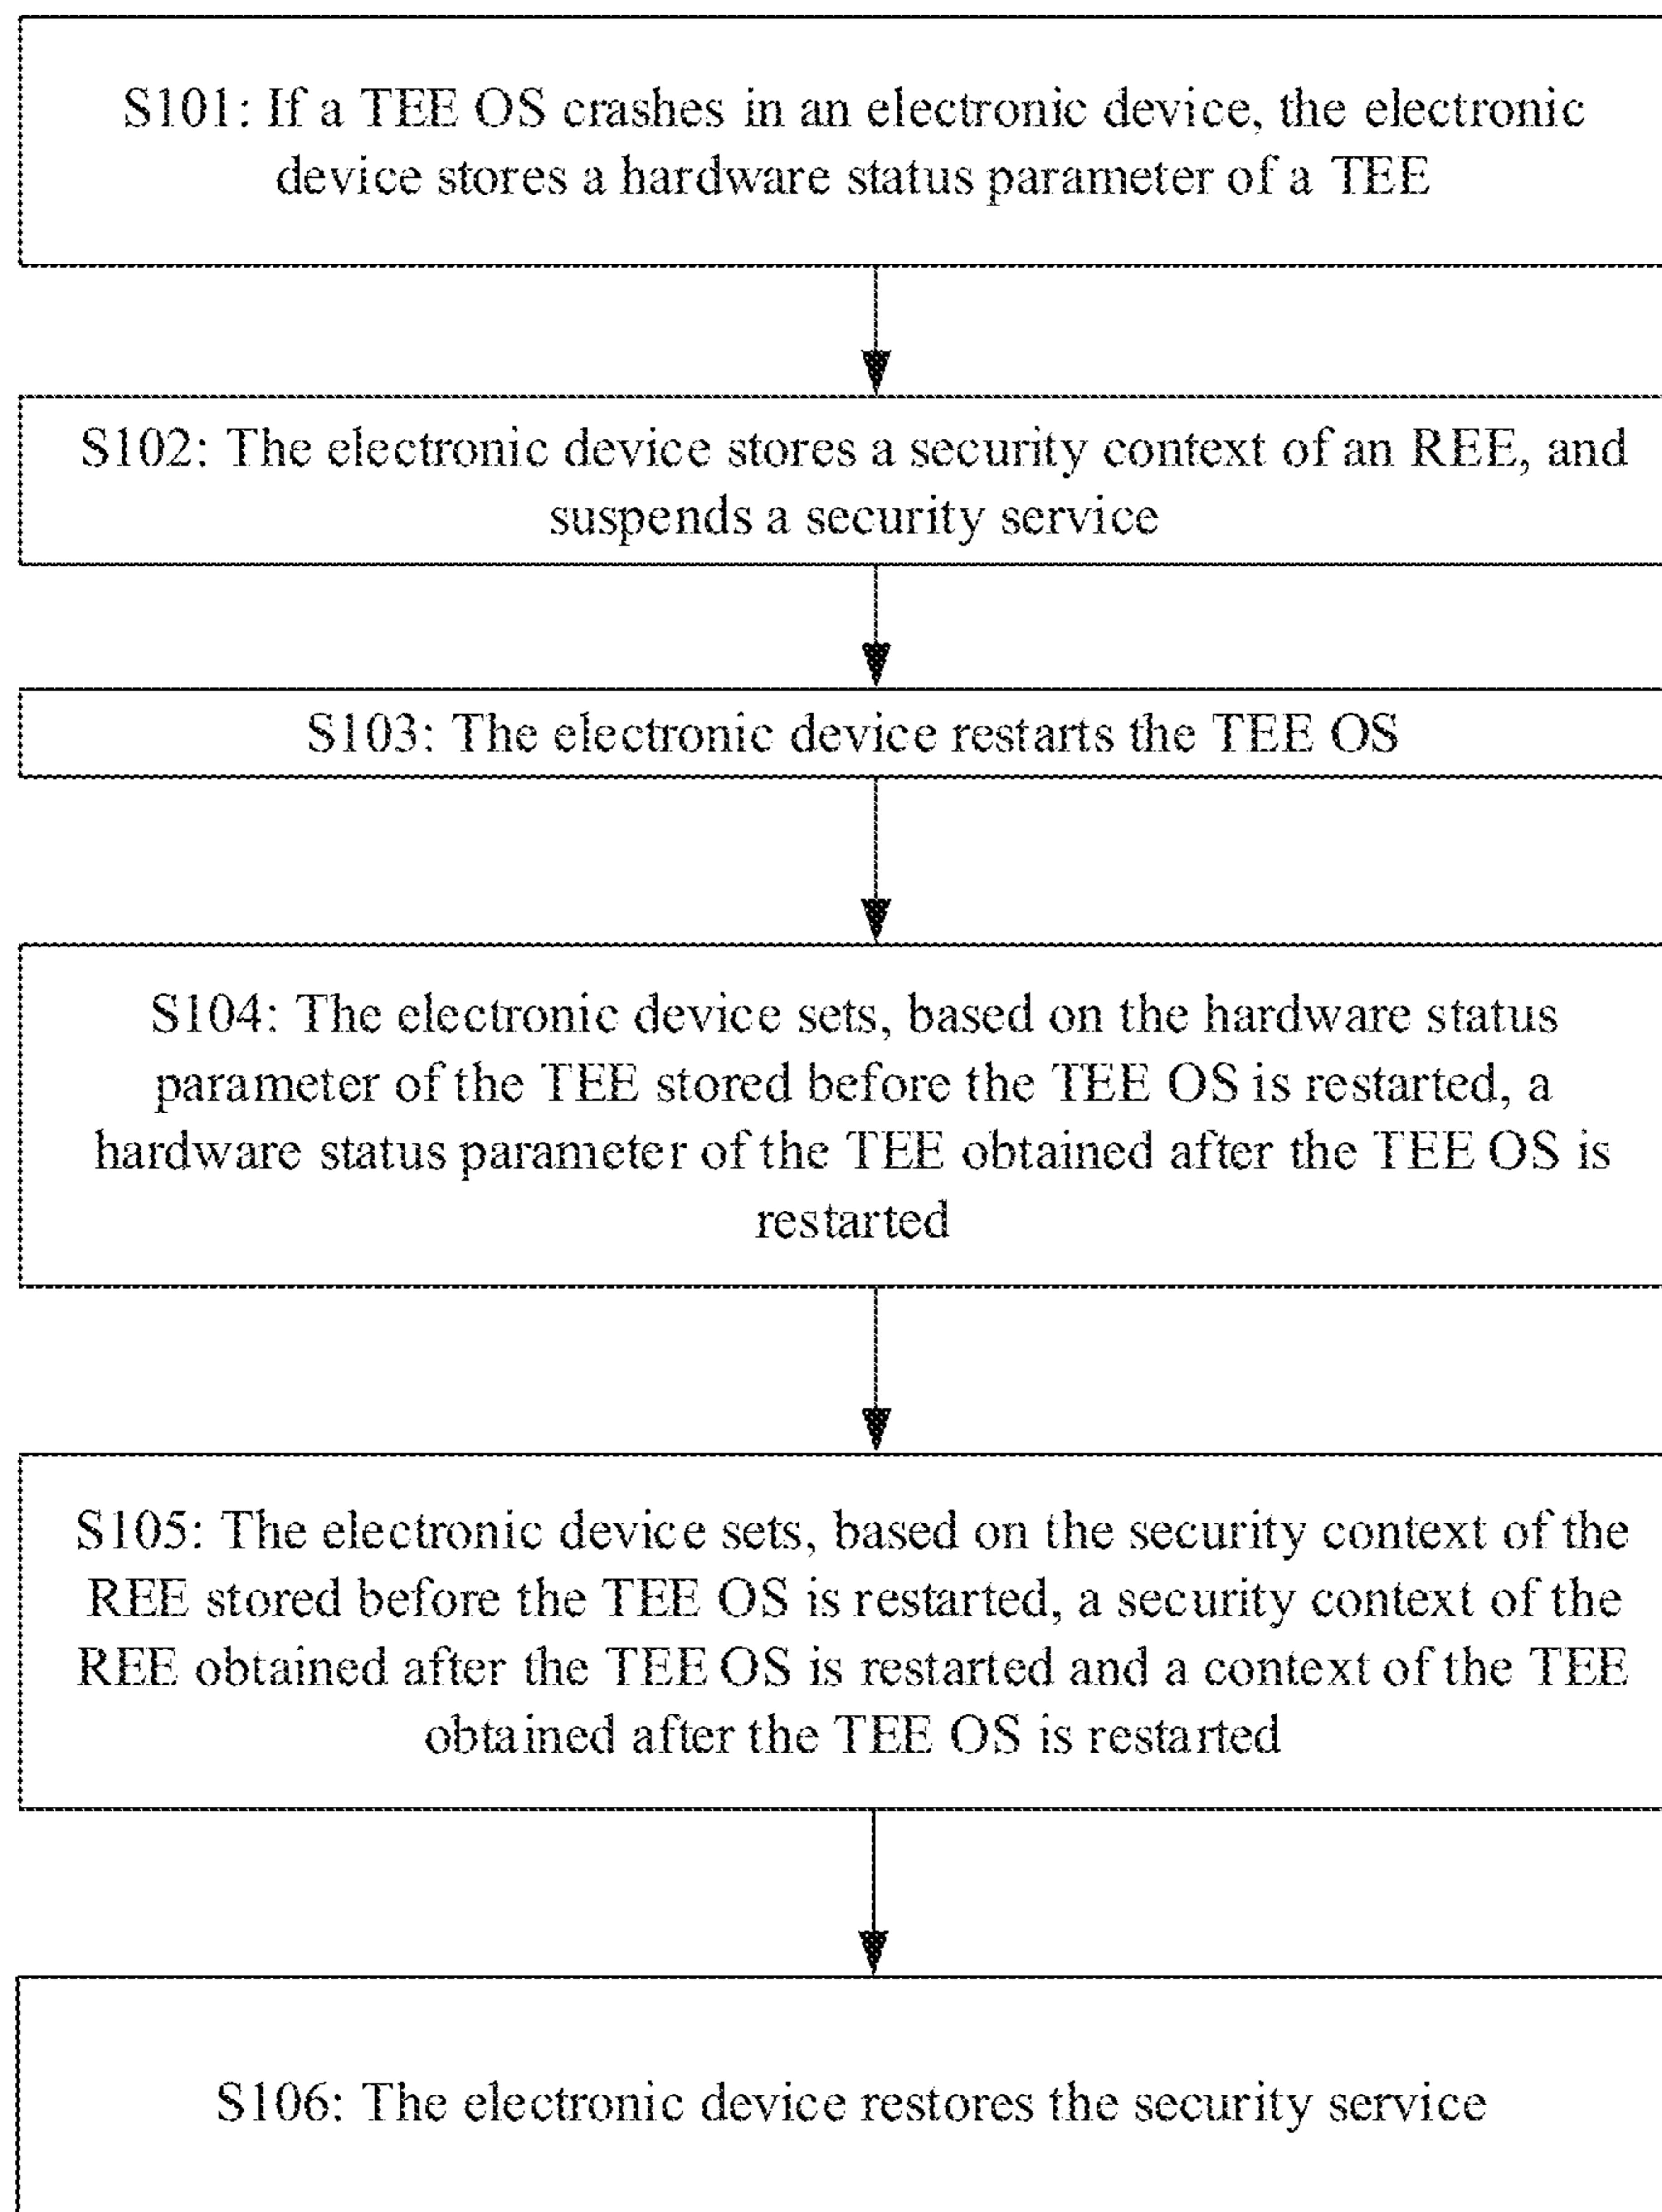 S101: If a TEE OS crashes in an electronic device, the electronic
device stores a hardware status parameter of a TEE
S102: The electronic device stores a security context of an REE, and
suspends a security service
S103: The electronic device restarts the TEE OS
S104: The electronic device sets, based on the hardware status
parameter of the TEE stored before the TEE OS is restarted, a
hardware status parameter of the TEE obtained after the TEE OS is
restarted
S105: The electronic device sets, based on the security context of the
REE stored before the TEE OS is restarted, a security context of the
REE obtained after the TEE OS is restarted and a context of the TEE
obtained after the TEE OS is restarted
S106: The electronic device restores the security service